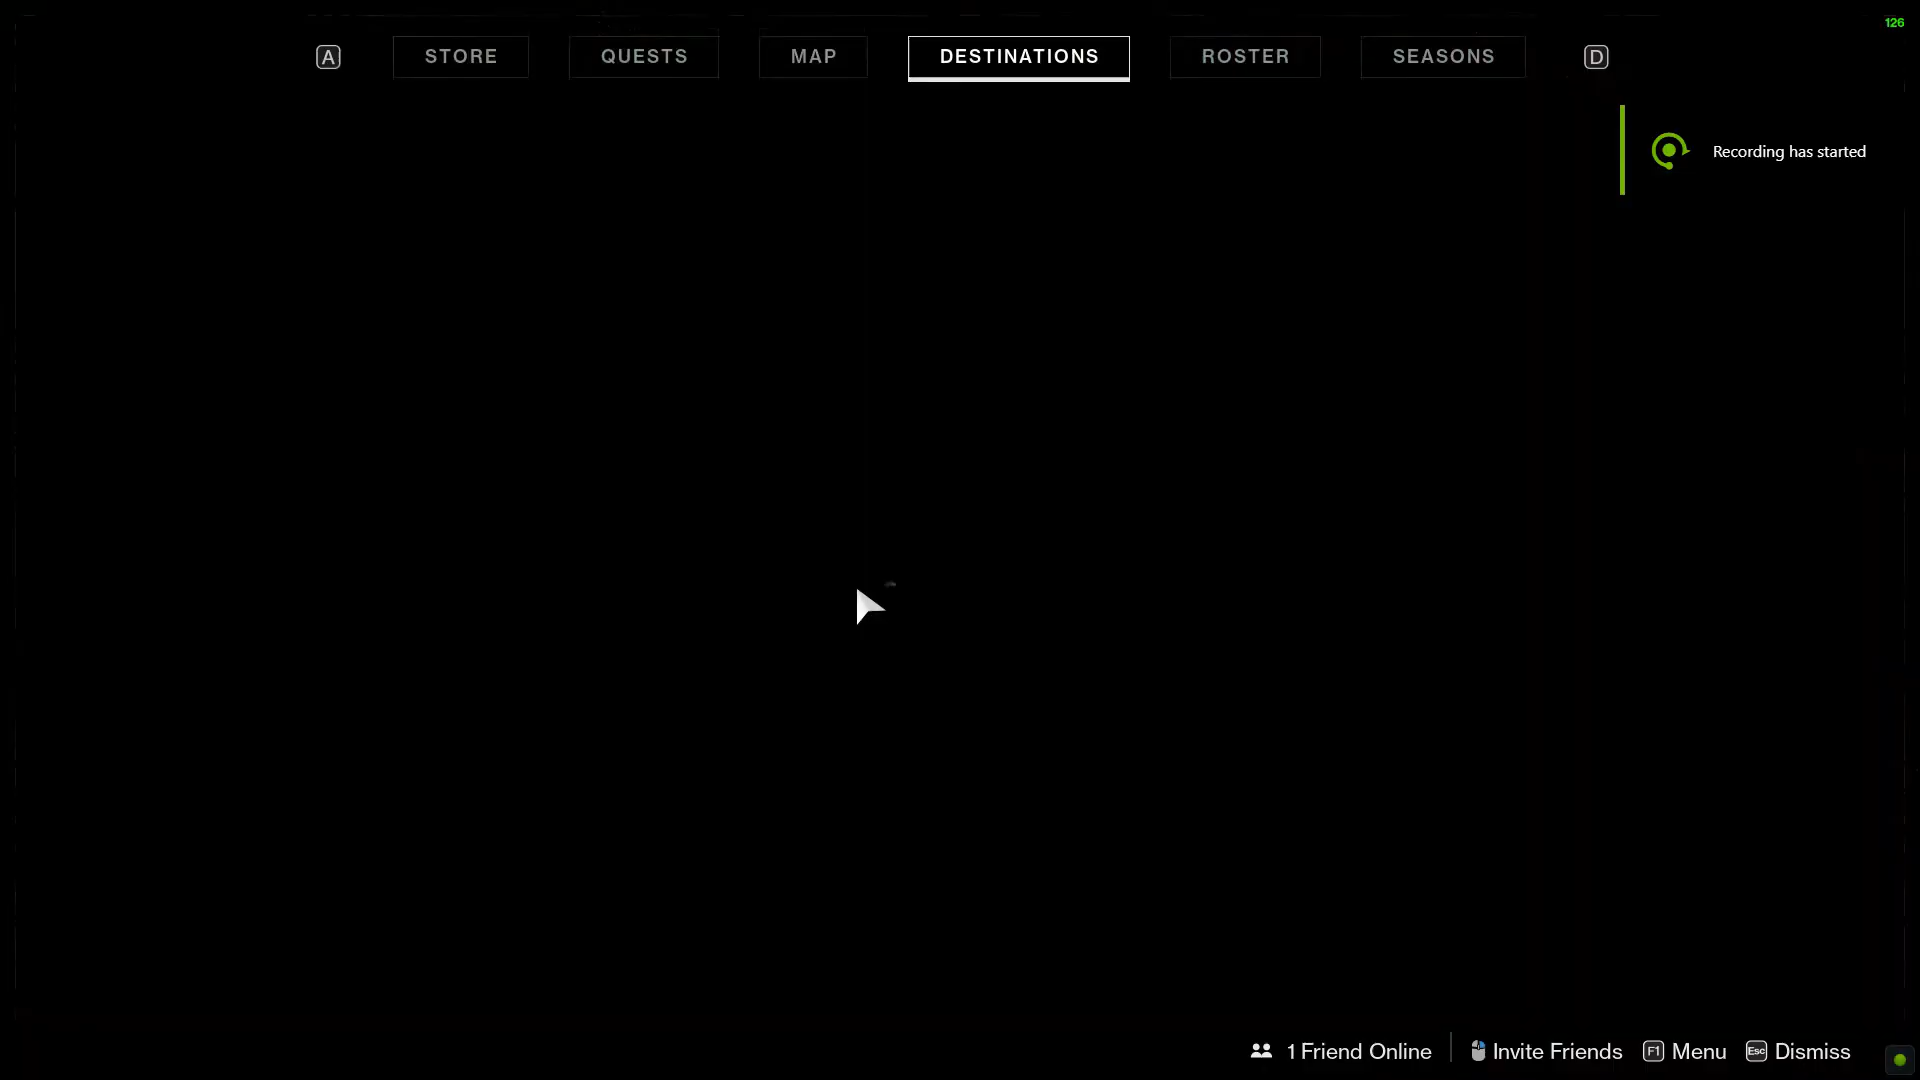 126
A STORE QUESTS MAP DESTINATIONS ROSTER SEASONS D
Recording has started
1 Friend Online Invite Friends F1 Menu Esc Dismiss